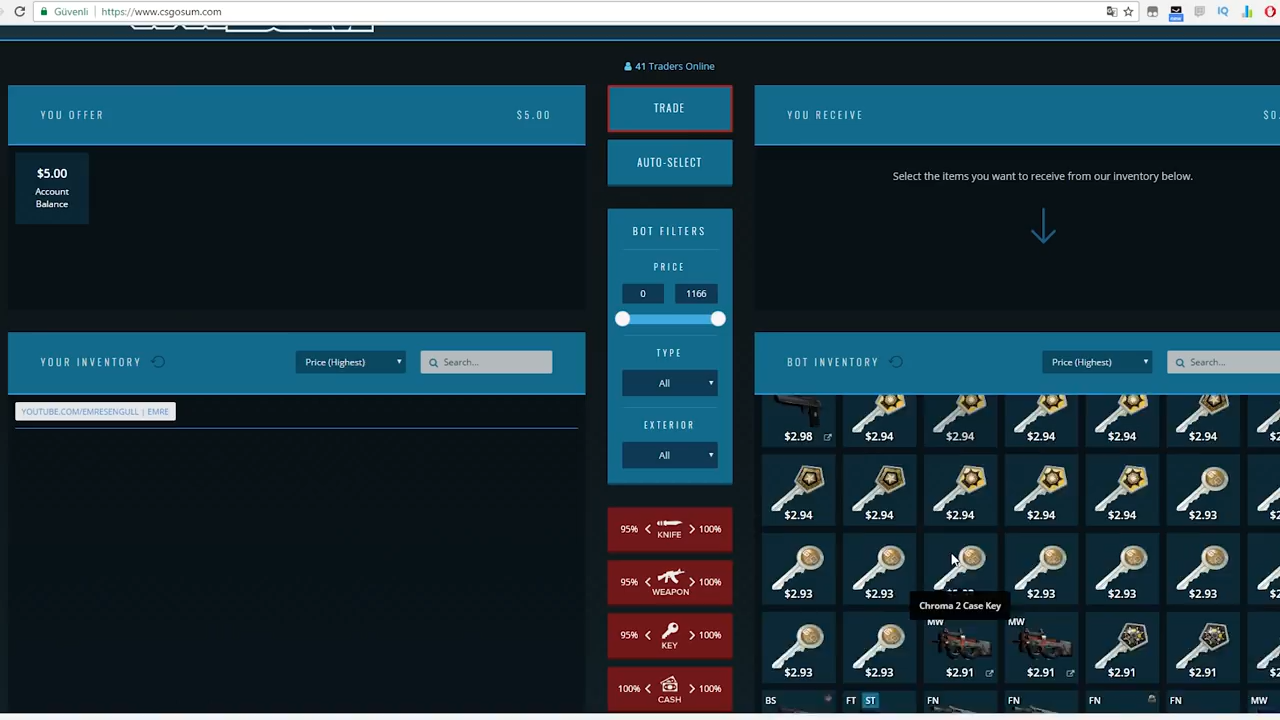 Güvenli
https://www.csgosum.com
new
IQ
41 Traders Online
YOU OFFER
$5.00
TRADE
YOU RECEIVE
$5.00
Account
Balance
AUTO-SELECT
Select the items you want to receive from our inventory below.
BOT FILTERS
PRICE
0
1166
YOUR INVENTORY
Price (Highest)
Search...
TYPE
All
BOT INVENTORY
Price (Highest)
Search...
YOUTUBE.COM/EMRESENGULL | EMRE
EXTERIOR
All
$2.98
$2.94
$2.94
$2.94
$2.94
$2.94
$2.94
$2.94
$2.94
$2.94
$2.94
$2.93
95%
KNIFE
100%
95%
WEAPON
100%
$2.93
$2.93
$2.93
$2.93
$2.93
Chroma 2 Case Key
95%
KEY
100%
MW
MW
$2.93
$2.93
$2.91
$2.91
$2.91
$2.91
100%
CASH
100%
BS
FT
ST
FN
FN
FN
FN
MW